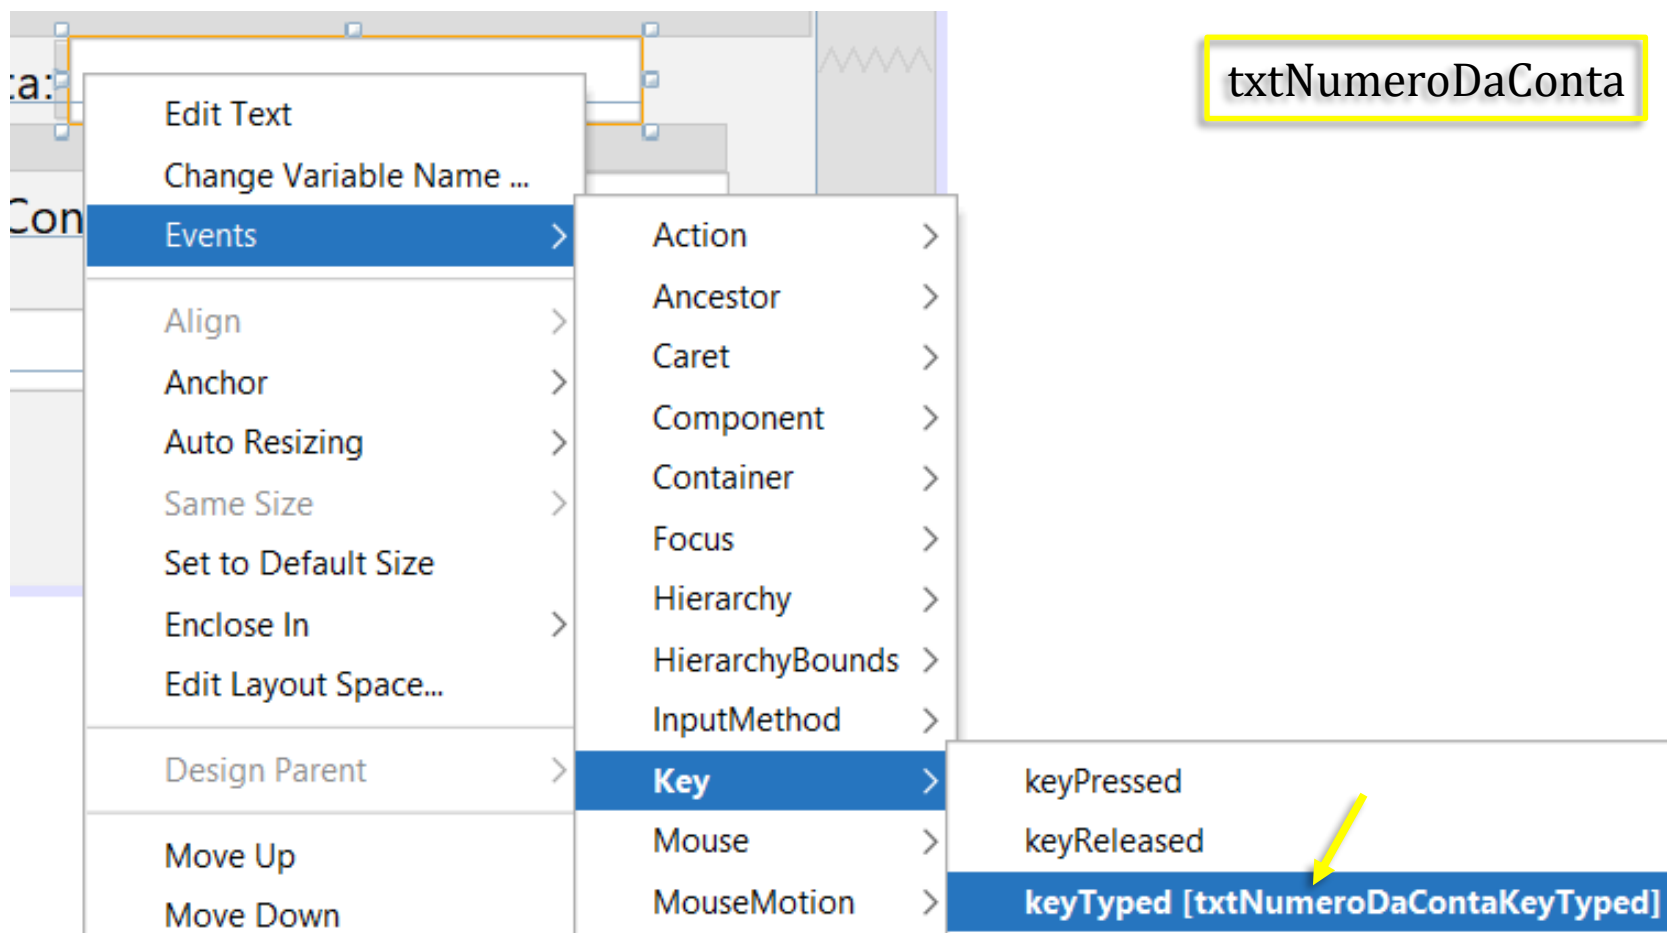 txtNumeroDaConta
ta:
Edit Text
Change Variable Name ...
Con
Events
Align
Anchor
Auto Resizing
Same Size
Set to Default Size
Enclose In
Edit Layout Space...
Design Parent
Move Up
Move Down
Action
Ancestor
Caret
Component
Container
Focus
Hierarchy
HierarchyBounds
InputMethod
Key
Mouse
MouseMotion
keyPressed
keyReleased
keyTyped [txtNumeroDaContaKeyTyped]